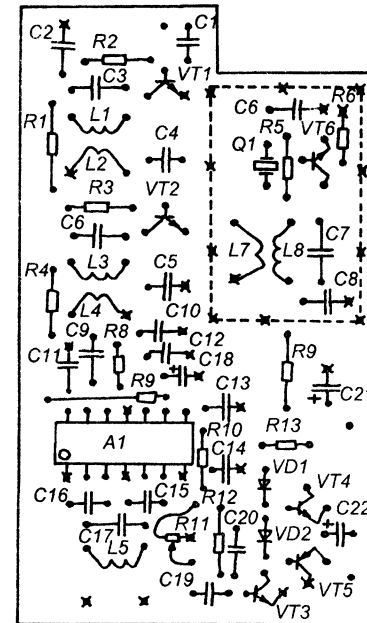 C2
C1
R2
C3
VT1
C6
R6
R1
L1
R5
VT6
C4
Q1
L2
R3
VT2
C6
L7
L8
C7
L3
R4
C5
C8
L4
C10
C9
R8
C12
C11
C18
R9
R9
C13
C21
+
+
A1
R10
R13
C14
VD1
VT4
C16
C15
R12
C22
+
C17
R11
C20
VD2
L5
C19
VT5
VT3